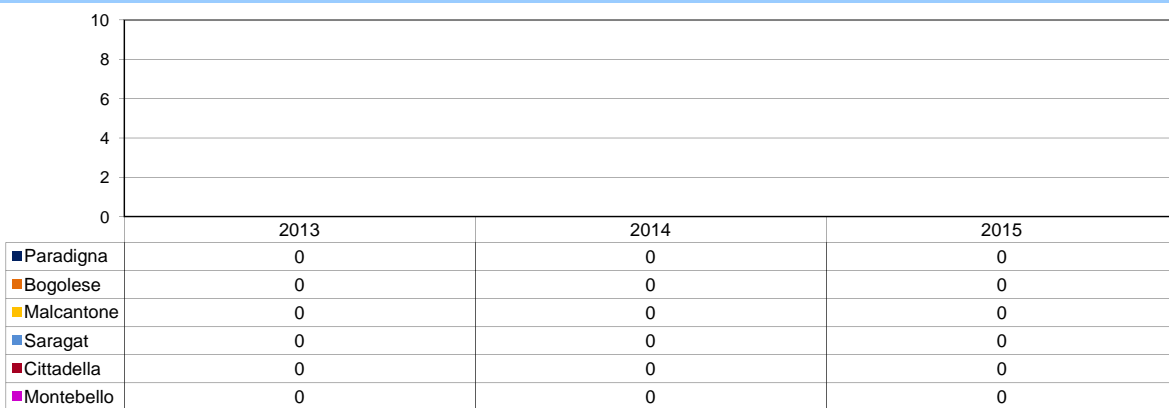 10
8
6
4
2
0
2013 2014 2015
Paradigna 0 0 0
Bogolese 0 0 0
Malcantone 0 0 0
Saragat 0 0 0
Cittadella 0 0 0
Montebello 0 0 0